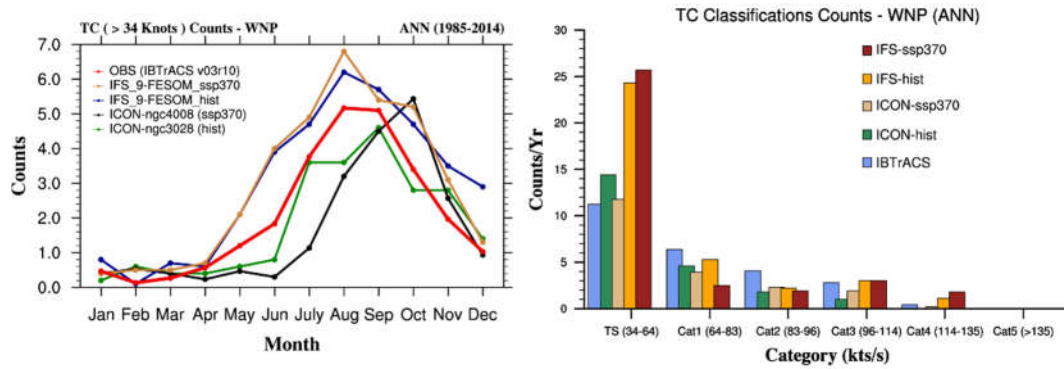 TC ( > 34 Knots ) Counts - WNP ANN (1985-2014)
7.0
6.0
5.0
4.0
3.0
2.0
1.0
0.0
Counts
OBS (IBTrACS v03r10)
IFS_9-FESOM_ssp370
IFS_9-FESOM_hist
ICON-ngc4008 (ssp370)
ICON-ngc3028 (hist)
Jan Feb Mar Apr May Jun July Aug Sep Oct Nov Dec
Month
TC Classifications Counts - WNP (ANN)
30
25
20
15
10
5
0
Counts/Yr
IFS-ssp370
IFS-hist
ICON-ssp370
ICON-hist
IBTrACS
TS (34-64) Cat1 (64-83) Cat2 (83-96) Cat3 (96-114) Cat4 (114-135) Cat5 (>135)
Category (kts/s)